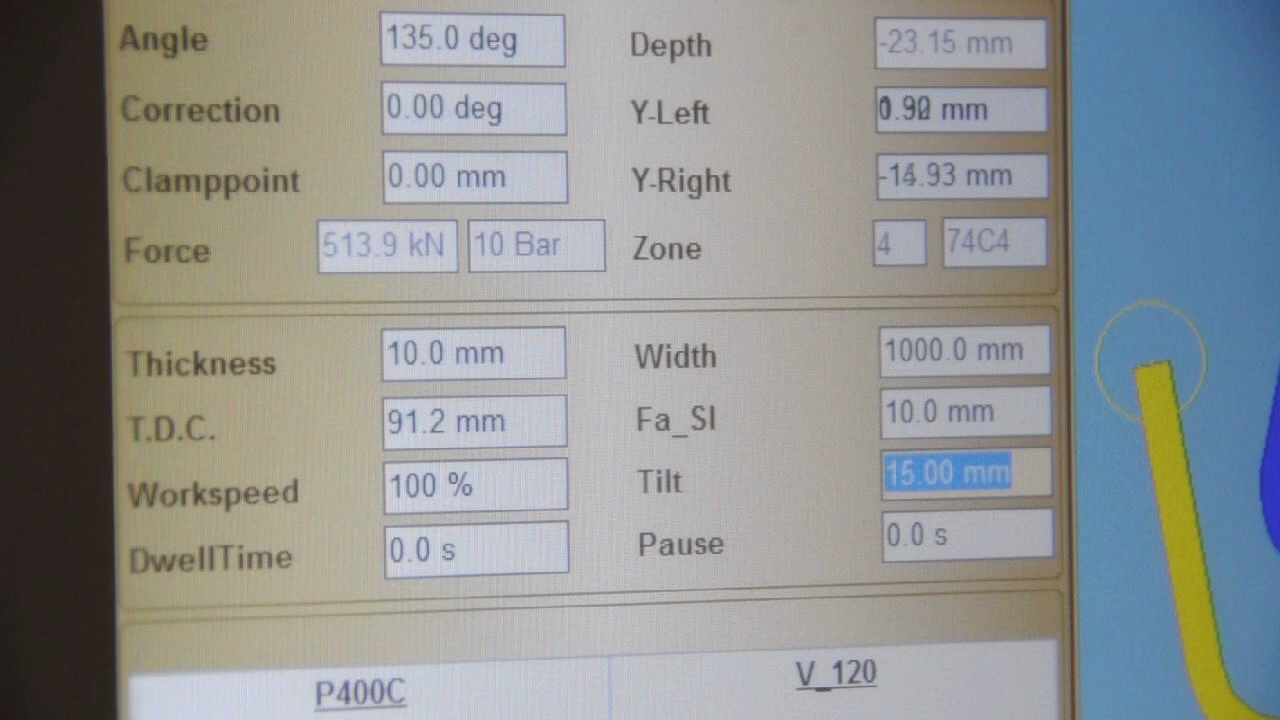 Angle 135.0 deg Depth -23.15 mm
Correction 0.00 deg Y-Left mm
Clamppoint 0.00 mm Y-Right -14.93 mm
Force 513.9 kN 10 Bar Zone 4 74C4
Thickness 10.0 mm Width 1000.0 mm
T.D.C. 91.2 mm Fa_SI 10.0 mm
Workspeed 100 % Tilt 15.00 mm
DwellTime 0.0 s Pause 0.0 s
P400C V_120